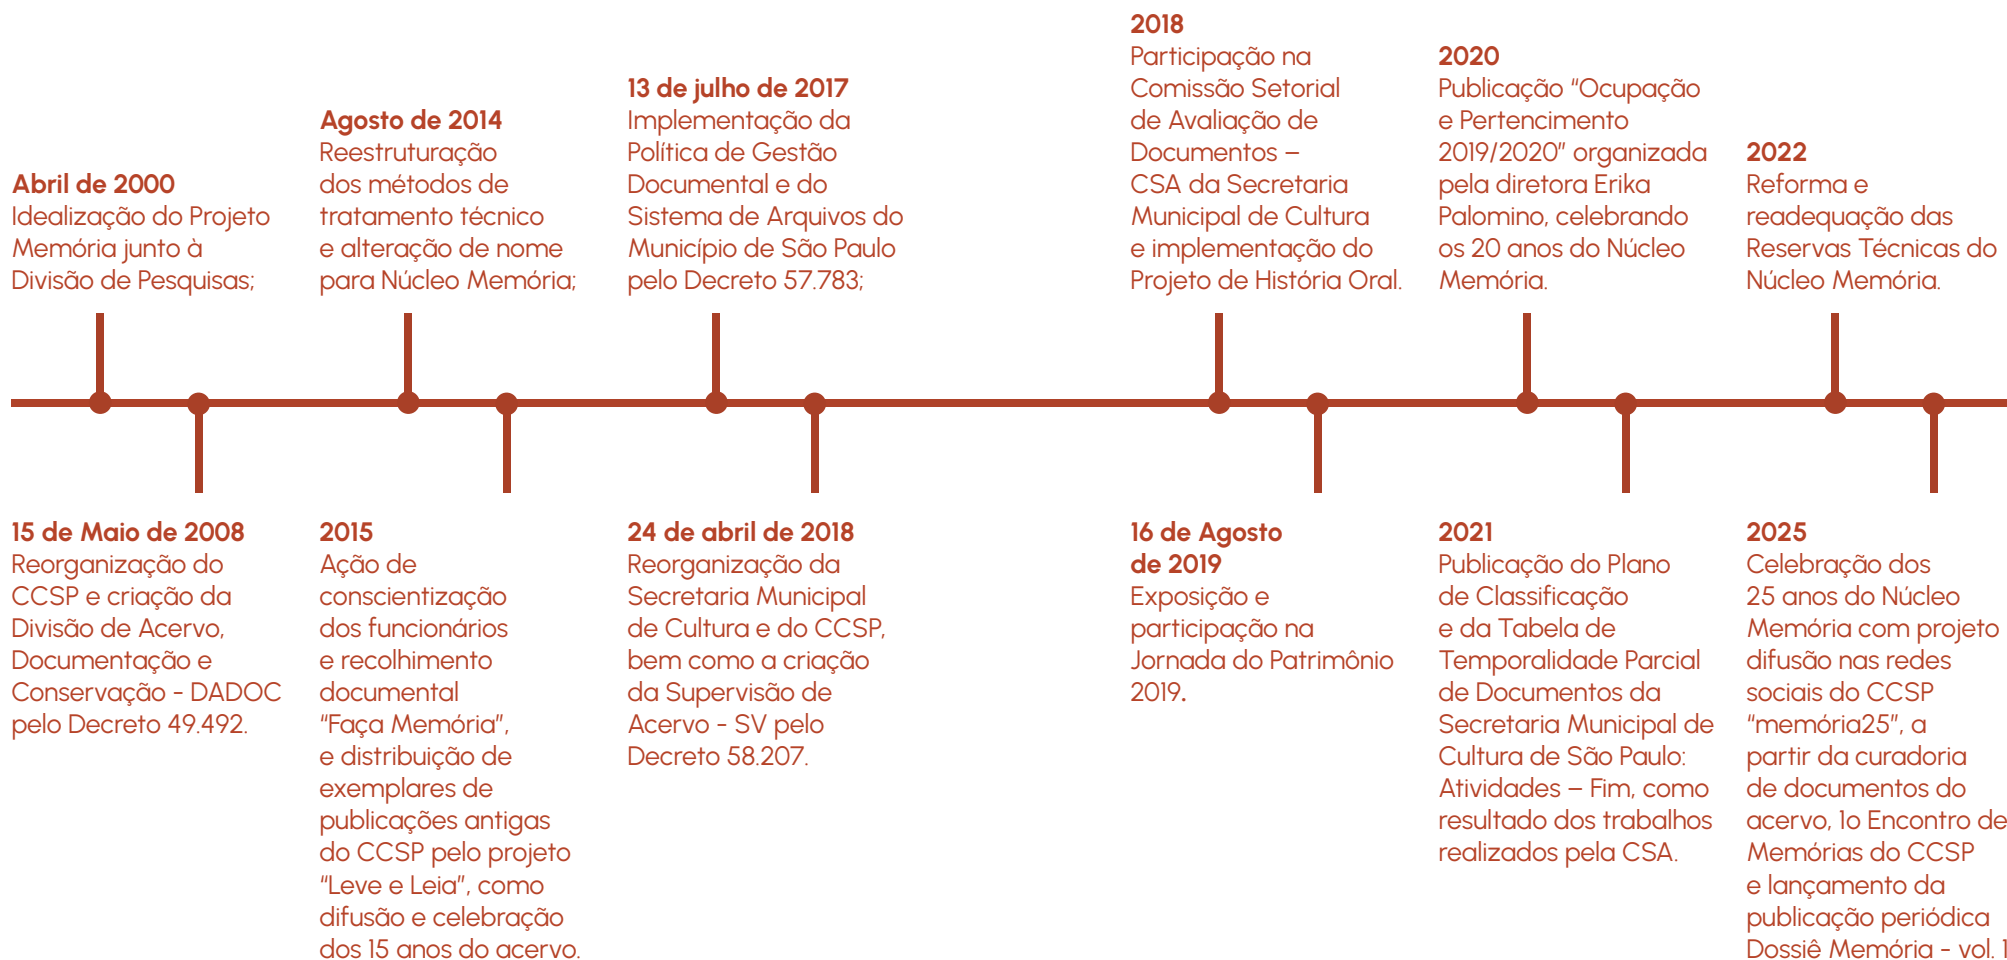 Abril de 2000
Idealização do Projeto
Memória junto à
Divisão de Pesquisas;
15 de Maio de 2008
Reorganização do
CCSP e criação da
Divisão de Acervo,
Documentação e
Conservação - DADOC
pelo Decreto 49.492.
Agosto de 2014
Reestruturação
dos métodos de
tratamento técnico
e alteração de nome
para Núcleo Memória;
2015
Ação de
conscientização
dos funcionários
e recolhimento
documental
“Faça Memória”,
e distribuição de
exemplares de
publicações antigas
do CCSP pelo projeto
“Leve e Leia”, como
difusão e celebração
dos 15 anos do acervo.
13 de julho de 2017
Implementação da
Política de Gestão
Documental e do
Sistema de Arquivos do
Município de São Paulo
pelo Decreto 57.783;
24 de abril de 2018
Reorganização da
Secretaria Municipal
de Cultura e do CCSP,
bem como a criação
da Supervisão de
Acervo - SV pelo
Decreto 58.207.
2018
Participação na
Comissão Setorial
de Avaliação de
Documentos –
CSA da Secretaria
Municipal de Cultura
e implementação do
Projeto de História Oral.
16 de Agosto
de 2019
Exposição e
participação na
Jornada do Patrimônio
2019.
2020
Publicação “Ocupação
e Pertencimento
2019/2020” organizada
pela diretora Erika
Palomino, celebrando
os 20 anos do Núcleo
Memória.
2021
Publicação do Plano
de Classificação
e da Tabela de
Temporalidade Parcial
de Documentos da
Secretaria Municipal de
Cultura de São Paulo:
Atividades – Fim, como
resultado dos trabalhos
realizados pela CSA.
2022
Reforma e
readequação das
Reservas Técnicas do
Núcleo Memória.
2025
Celebração dos
25 anos do Núcleo
Memória com projeto
difusão nas redes
sociais do CCSP
“memória25”, a
partir da curadoria
de documentos do
acervo, 1o Encontro de
Memórias do CCSP
e lançamento da
publicação periódica
Dossiê Memória - vol. 1